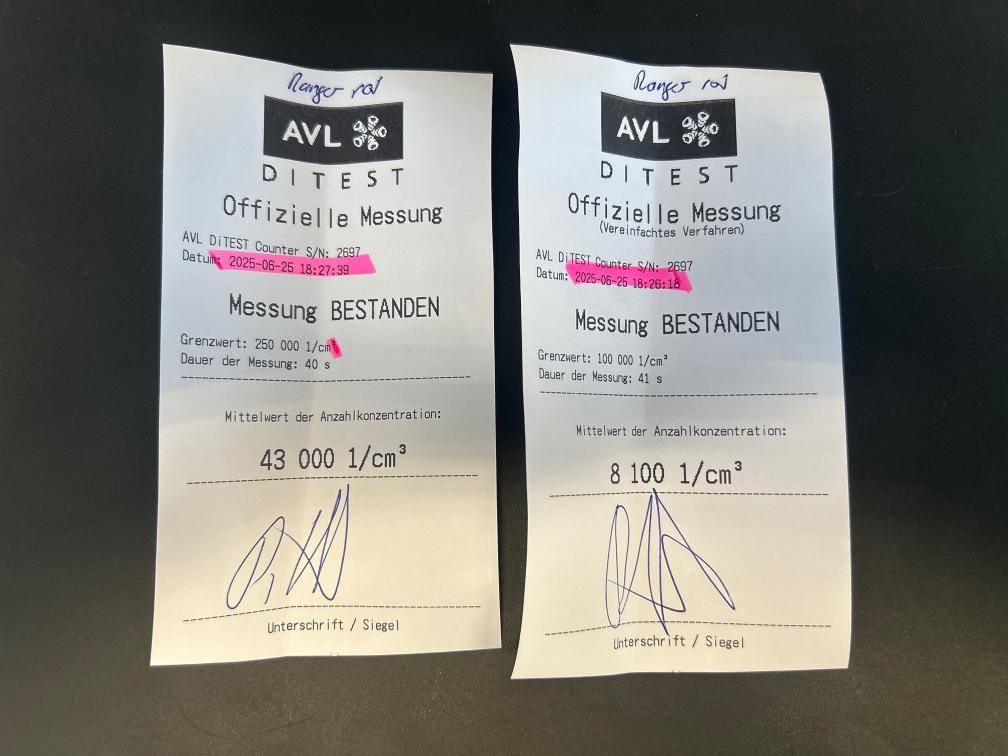 Ranger rot
AVL
DITEST
Offizielle Messung
AVL DiTEST Counter S/N: 2697
Datum: 2025-06-25 18:27:39
Messung BESTANDEN
Grenzwert: 250 000 1/cm³
Dauer der Messung: 40 s
Mittelwert der Anzahlkonzentration:
43 000 1/cm³
Unterschrift / Siegel
Ranger rot
AVL
DITEST
Offizielle Messung
(Vereinfachtes Verfahren)
AVL DiTEST Counter S/N: 2697
Datum: 2025-06-25 18:26:18
Messung BESTANDEN
Grenzwert: 100 000 1/cm³
Dauer der Messung: 41 s
Mittelwert der Anzahlkonzentration:
8 100 1/cm³
Unterschrift / Siegel